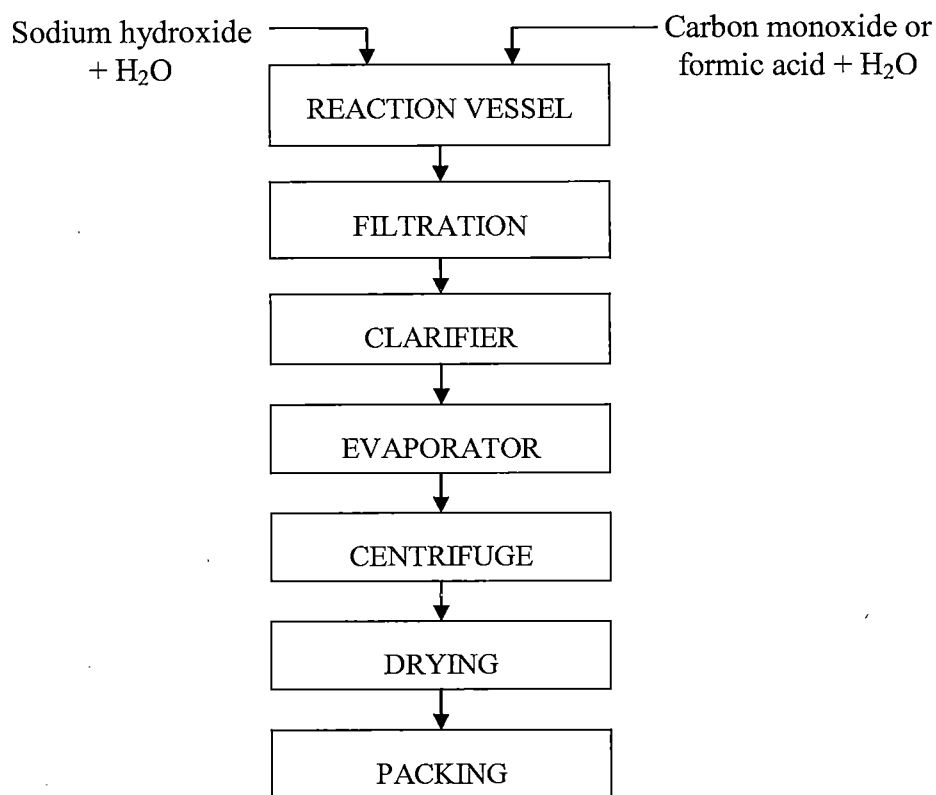 Sodium hydroxide
+ H₂O
Carbon monoxide or
formic acid + H₂O
REACTION VESSEL
FILTRATION
CLARIFIER
EVAPORATOR
CENTRIFUGE
DRYING
PACKING